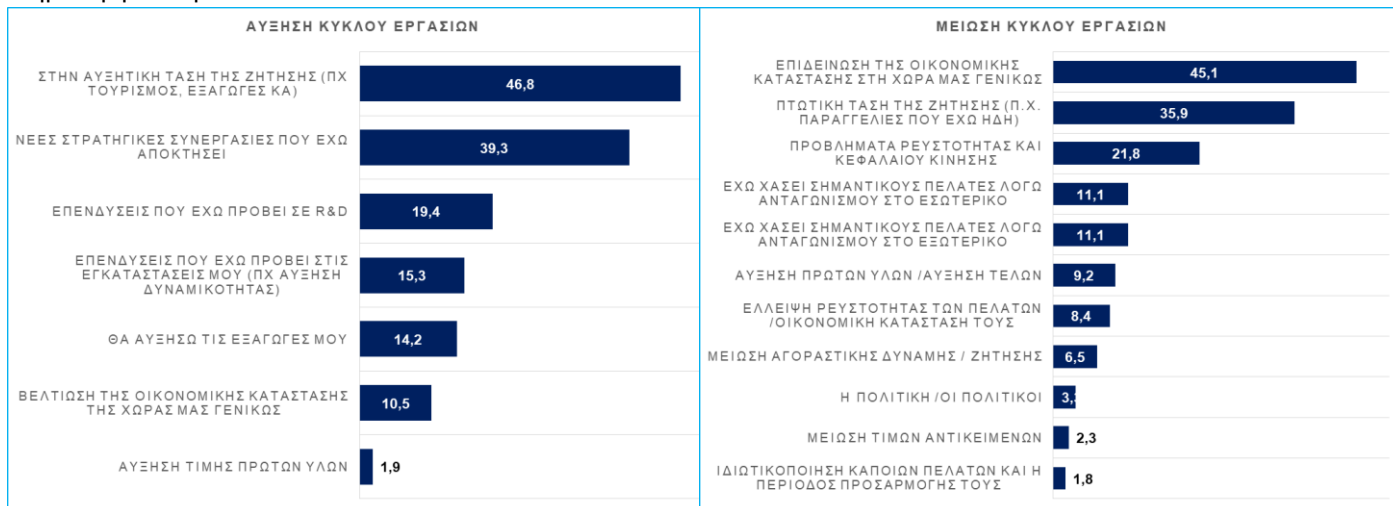 ΑΥΞΗΣΗ ΚΥΚΛΟΥ ΕΡΓΑΣΙΩΝ
ΣΤΗΝ ΑΥΞΗΤΙΚΗ ΤΑΣΗ ΤΗΣ ΖΗΤΗΣΗΣ (ΠΧ
ΤΟΥΡΙΣΜΟΣ, ΕΞΑΓΩΓΕΣ ΚΑ)
46,8
ΝΕΕΣ ΣΤΡΑΤΗΓΙΚΕΣ ΣΥΝΕΡΓΑΣΙΕΣ ΠΟΥ ΕΧΩ
ΑΠΟΚΤΗΣΕΙ
39,3
ΕΠΕΝΔΥΣΕΙΣ ΠΟΥ ΕΧΩ ΠΡΟΒΕΙ ΣΕ R&D
19,4
ΕΠΕΝΔΥΣΕΙΣ ΠΟΥ ΕΧΩ ΠΡΟΒΕΙ ΣΤΙΣ
ΕΓΚΑΤΑΣΤΑΣΕΙΣ ΜΟΥ (ΠΧ ΑΥΞΗΣΗ
ΔΥΝΑΜΙΚΟΤΗΤΑΣ)
15,3
ΘΑ ΑΥΞΗΣΩ ΤΙΣ ΕΞΑΓΩΓΕΣ ΜΟΥ
14,2
ΒΕΛΤΙΩΣΗ ΤΗΣ ΟΙΚΟΝΟΜΙΚΗΣ ΚΑΤΑΣΤΑΣΗΣ
ΤΗΣ ΧΩΡΑΣ ΜΑΣ ΓΕΝΙΚΩΣ
10,5
ΑΥΞΗΣΗ ΤΙΜΗΣ ΠΡΩΤΩΝ ΥΛΩΝ
1,9
ΜΕΙΩΣΗ ΚΥΚΛΟΥ ΕΡΓΑΣΙΩΝ
ΕΠΙΔΕΙΝΩΣΗ ΤΗΣ ΟΙΚΟΝΟΜΙΚΗΣ
ΚΑΤΑΣΤΑΣΗΣ ΣΤΗ ΧΩΡΑ ΜΑΣ ΓΕΝΙΚΩΣ
45,1
ΠΤΩΤΙΚΗ ΤΑΣΗ ΤΗΣ ΖΗΤΗΣΗΣ (Π.Χ.
ΠΑΡΑΓΓΕΛΙΕΣ ΠΟΥ ΕΧΩ ΗΔΗ)
35,9
ΠΡΟΒΛΗΜΑΤΑ ΡΕΥΣΤΟΤΗΤΑΣ ΚΑΙ
ΚΕΦΑΛΑΙΟΥ ΚΙΝΗΣΗΣ
21,8
ΕΧΩ ΧΑΣΕΙ ΣΗΜΑΝΤΙΚΟΥΣ ΠΕΛΑΤΕΣ ΛΟΓΩ
ΑΝΤΑΓΩΝΙΣΜΟΥ ΣΤΟ ΕΣΩΤΕΡΙΚΟ
11,1
ΕΧΩ ΧΑΣΕΙ ΣΗΜΑΝΤΙΚΟΥΣ ΠΕΛΑΤΕΣ ΛΟΓΩ
ΑΝΤΑΓΩΝΙΣΜΟΥ ΣΤΟ ΕΞΩΤΕΡΙΚΟ
11,1
ΑΥΞΗΣΗ ΠΡΩΤΩΝ ΥΛΩΝ /ΑΥΞΗΣΗ ΤΕΛΩΝ
9,2
ΕΛΛΕΙΨΗ ΡΕΥΣΤΟΤΗΤΑΣ ΤΩΝ ΠΕΛΑΤΩΝ
/ΟΙΚΟΝΟΜΙΚΗ ΚΑΤΑΣΤΑΣΗ ΤΟΥΣ
8,4
ΜΕΙΩΣΗ ΑΓΟΡΑΣΤΙΚΗΣ ΔΥΝΑΜΗΣ / ΖΗΤΗΣΗΣ
6,5
Η ΠΟΛΙΤΙΚΗ /ΟΙ ΠΟΛΙΤΙΚΟΙ
ΜΕΙΩΣΗ ΤΙΜΩΝ ΑΝΤΙΚΕΙΜΕΝΩΝ
2,3
ΙΔΙΩΤΙΚΟΠΟΙΗΣΗ ΚΑΠΟΙΩΝ ΠΕΛΑΤΩΝ ΚΑΙ Η
ΠΕΡΙΟΔΟΣ ΠΡΟΣΑΡΜΟΓΗΣ ΤΟΥΣ
1,8